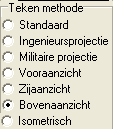 Teken methode
Standaard
Ingenieursprojectie
Militaire projectie
Vooraanzicht
Zijaanzicht
Bovenaanzicht
Isometrisch